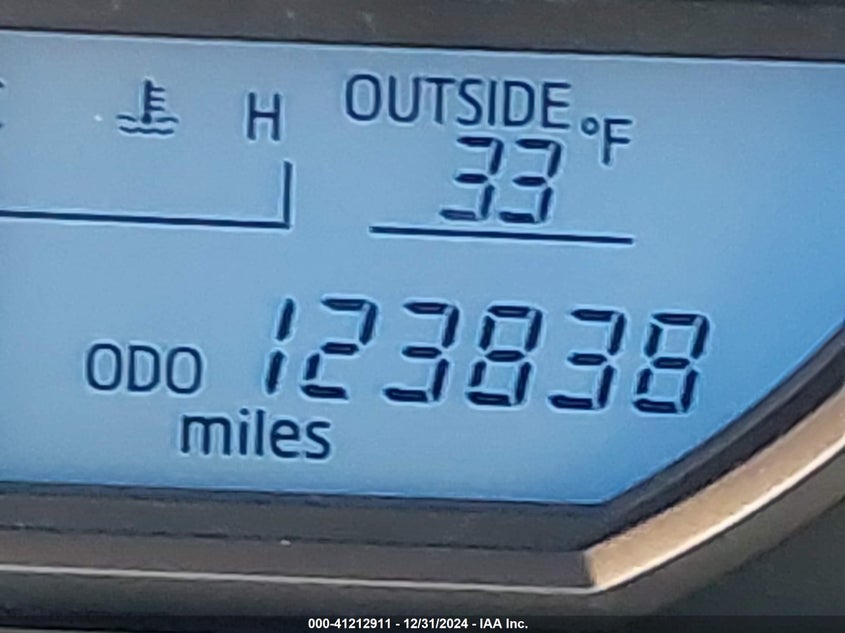 H OUTSIDE °F
33
ODO 123838
miles
000-41212911 - 12/31/2024 - IAA Inc.